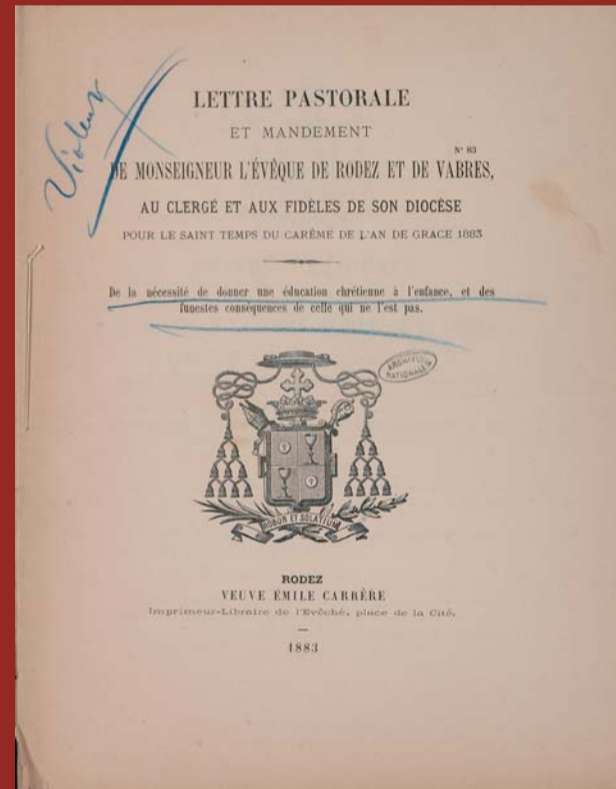 Violent
LETTRE PASTORALE
ET MANDEMENT
N° 83
DE MONSEIGNEUR L'ÉVÊQUE DE RODEZ ET DE VABRES,
AU CLERGÉ ET AUX FIDÈLES DE SON DIOCÈSE
POUR LE SAINT TEMPS DU CARÊME DE L'AN DE GRACE 1883
De la nécessité de donner une éducation chrétienne à l'enfance, et des
funestes conséquences de celle qui ne l'est pas.
ARCHIVES
NATIONALES
ROBUR ET SOLATIUM
RODEZ
VEUVE ÉMILE CARRÈRE
Imprimeur-Libraire de l'Evêché, place de la Cité.
1883